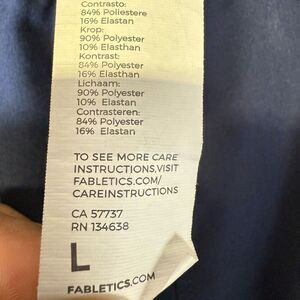 Contrasto:
84% Poliestere
16% Elastan
Krop:
90% Polyester
10% Elasthan
Kontrast:
84% Polyester
16% Elasthan
Lichaam:
90% Polyester
10% Elastan
Contrasteren:
84% Polyester
16% Elastan
TO SEE MORE CARE
INSTRUCTIONS,VISIT
FABLETICS.COM/
CAREINSTRUCTIONS
CA 57737
RN 134638
L
FABLETICS.COM